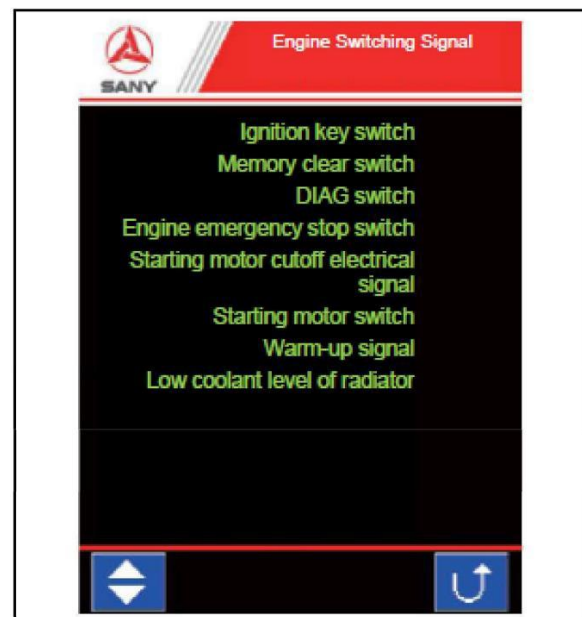 SANY
Engine Switching Signal
Ignition key switch
Memory clear switch
DIAG switch
Engine emergency stop switch
Starting motor cutoff electrical
signal
Starting motor switch
Warm-up signal
Low coolant level of radiator